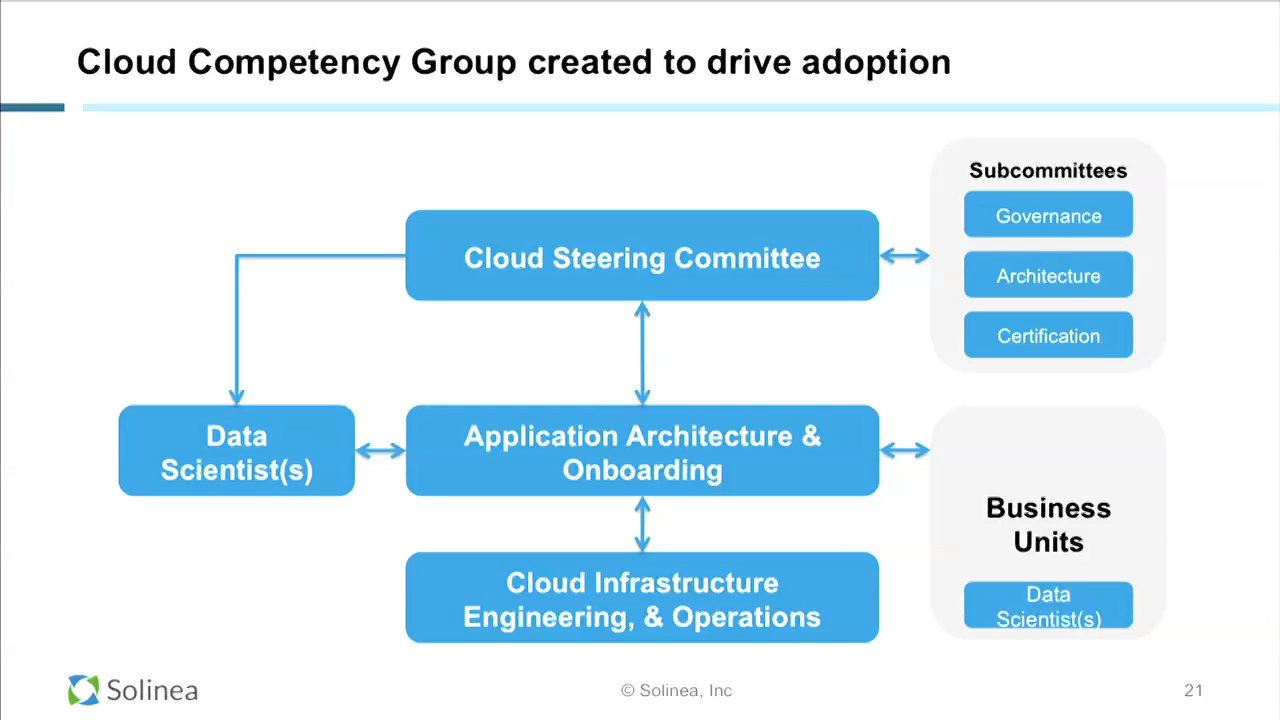 Cloud Competency Group created to drive adoption
Subcommittees
Governance
Architecture
Certification
Cloud Steering Committee
Data
Scientist(s)
Application Architecture &
Onboarding
Business
Units
Data
Scientist(s)
Cloud Infrastructure
Engineering, & Operations
Solinea
© Solinea, Inc
21